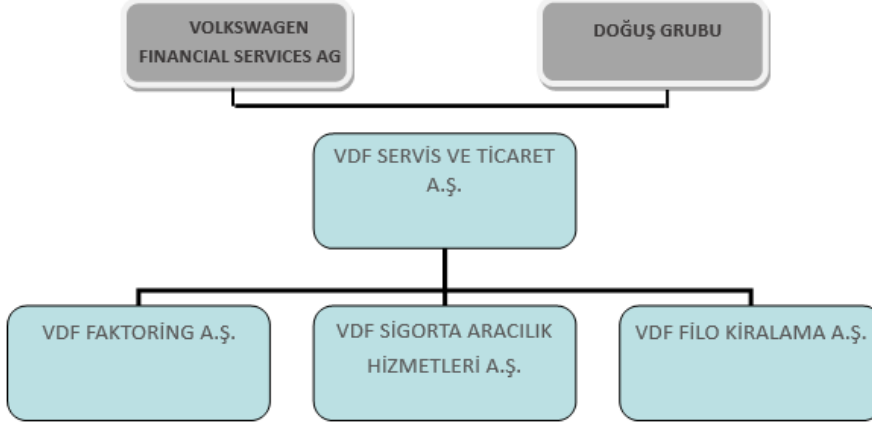 VOLKSWAGEN
FINANCIAL SERVICES AG
DOĞUŞ GRUBU
VDF SERVİS VE TİCARET
A.Ş.
VDF FAKTORİNG A.Ş.
VDF SİGORTA ARACILIK
HİZMETLERİ A.Ş.
VDF FİLO KİRALAMA A.Ş.